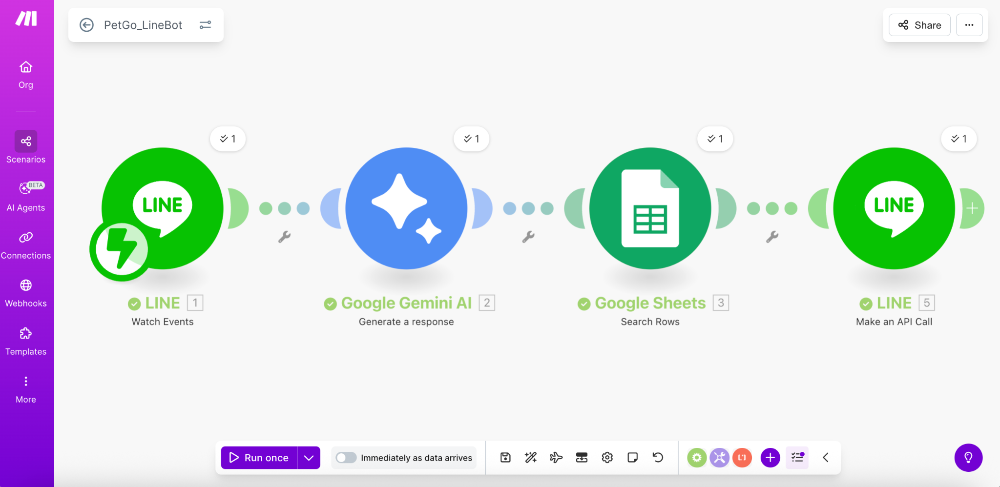 PetGo_LineBot
Share
Org
Scenarios
BETA
AI Agents
Connections
Webhooks
Templates
More
1
1
1
1
LINE
LINE
LINE 1
Watch Events
Google Gemini AI 2
Generate a response
Google Sheets 3
Search Rows
LINE 5
Make an API Call
Run once
Immediately as data arrives